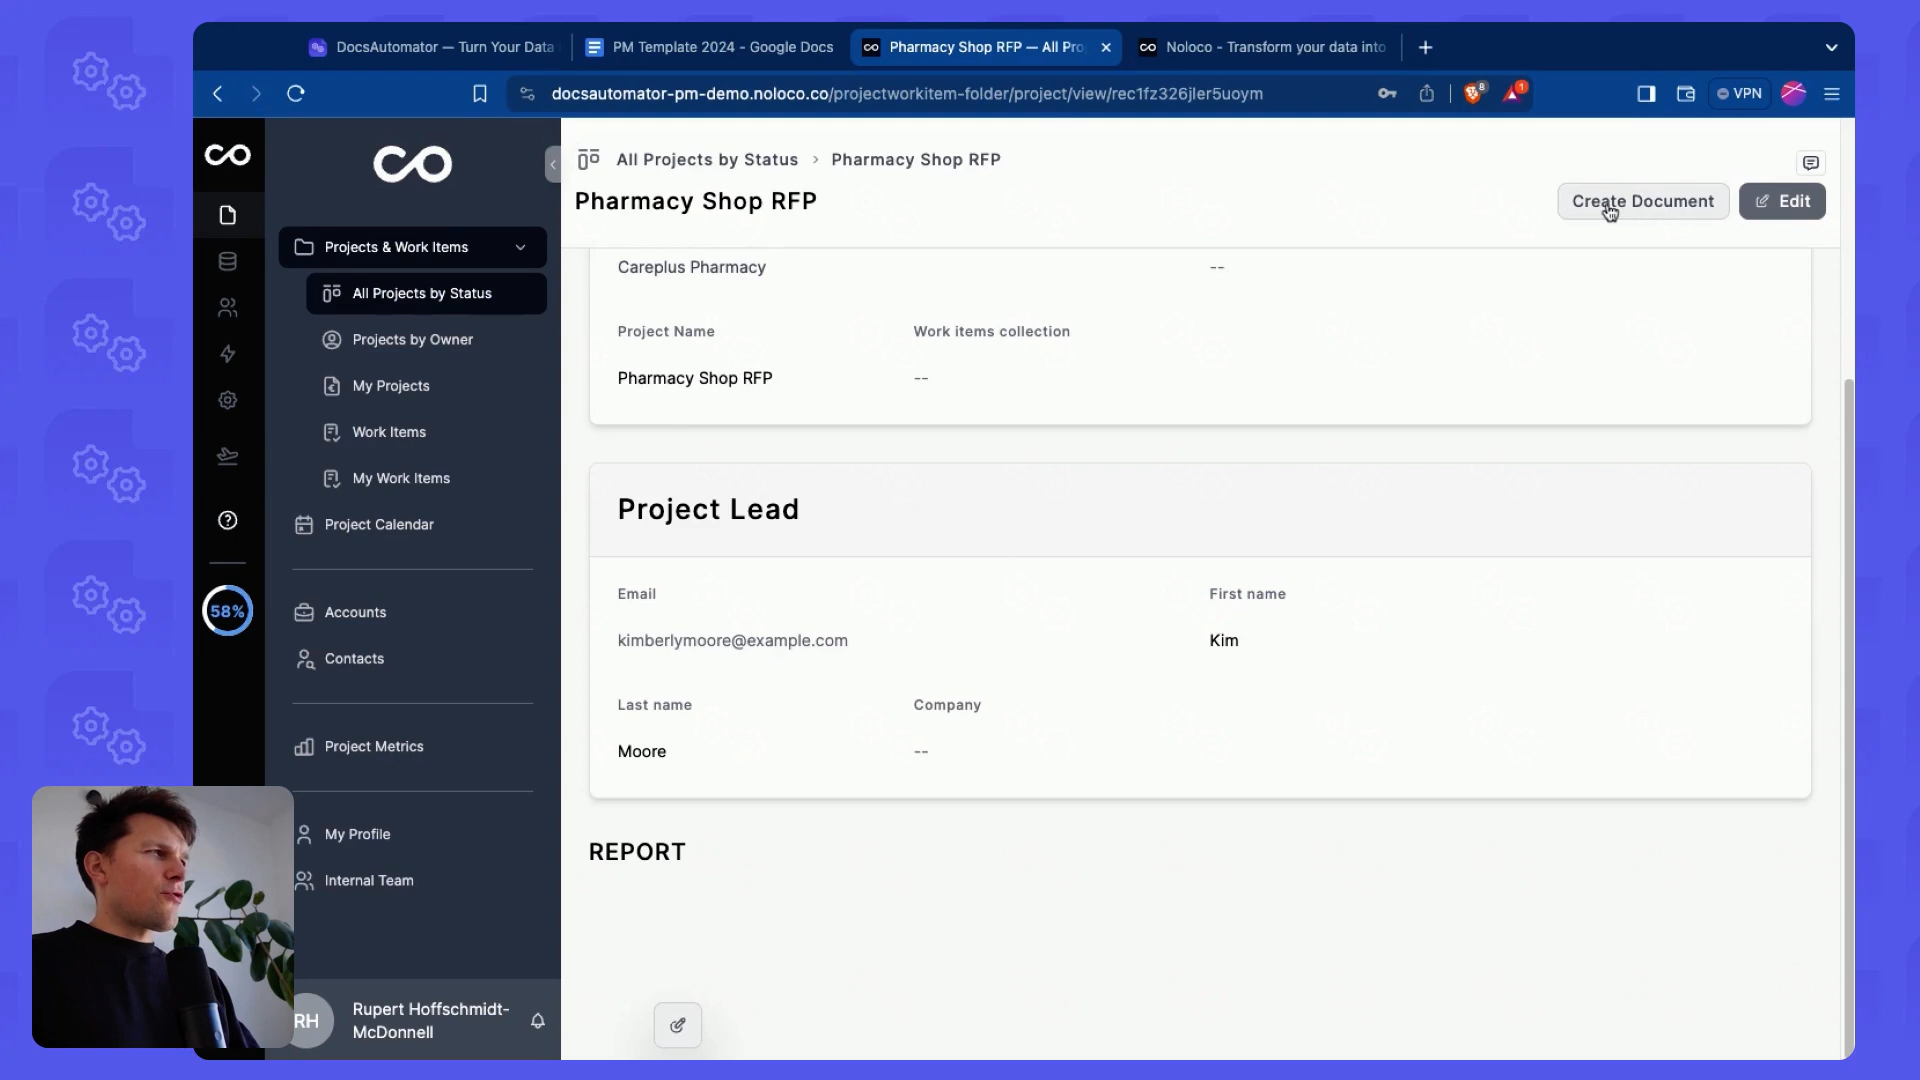 DocsAutomator — Turn Your Data
PM Template 2024 - Google Docs
Pharmacy Shop RFP — All Pro
Noloco - Transform your data into
docsautomator-pm-demo.noloco.co/projectworkitem-folder/project/view/rec1fz326jler5uoym
8
1
VPN
All Projects by Status › Pharmacy Shop RFP
Pharmacy Shop RFP
Create Document
Edit
Projects & Work Items
All Projects by Status
Projects by Owner
My Projects
Work Items
My Work Items
Project Calendar
Accounts
Contacts
Project Metrics
My Profile
Internal Team
58%
RH
Rupert Hoffschmidt-
McDonnell
Careplus Pharmacy
--
Project Name
Work items collection
Pharmacy Shop RFP
--
Project Lead
Email
First name
kimberlymoore@example.com
Kim
Last name
Company
Moore
--
REPORT